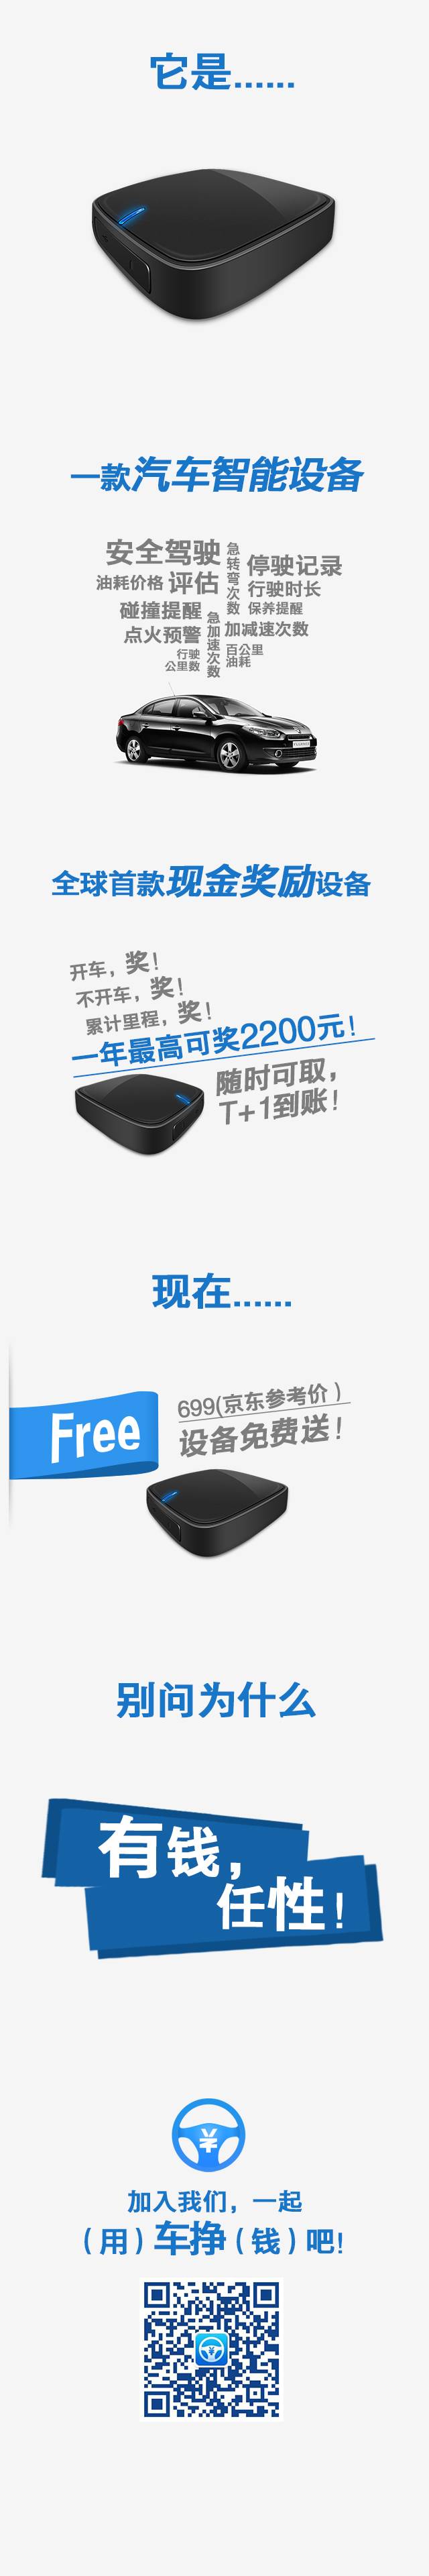 它是......
一款汽车智能设备
安全驾驶
急转弯次数
停驶记录
油耗价格
评估
行驶时长
碰撞提醒
急加速次数
保养提醒
点火预警
加减速次数
行驶
公里数
百公里
油耗
全球首款现金奖励设备
开车，奖！
不开车，奖！
累计里程，奖！
一年最高可奖2200元！
随时可取，
T+1到账！
现在......
Free
699(京东参考价）
设备免费送！
别问为什么
有钱，
任性！
加入我们，一起
（用）车挣（钱）吧！